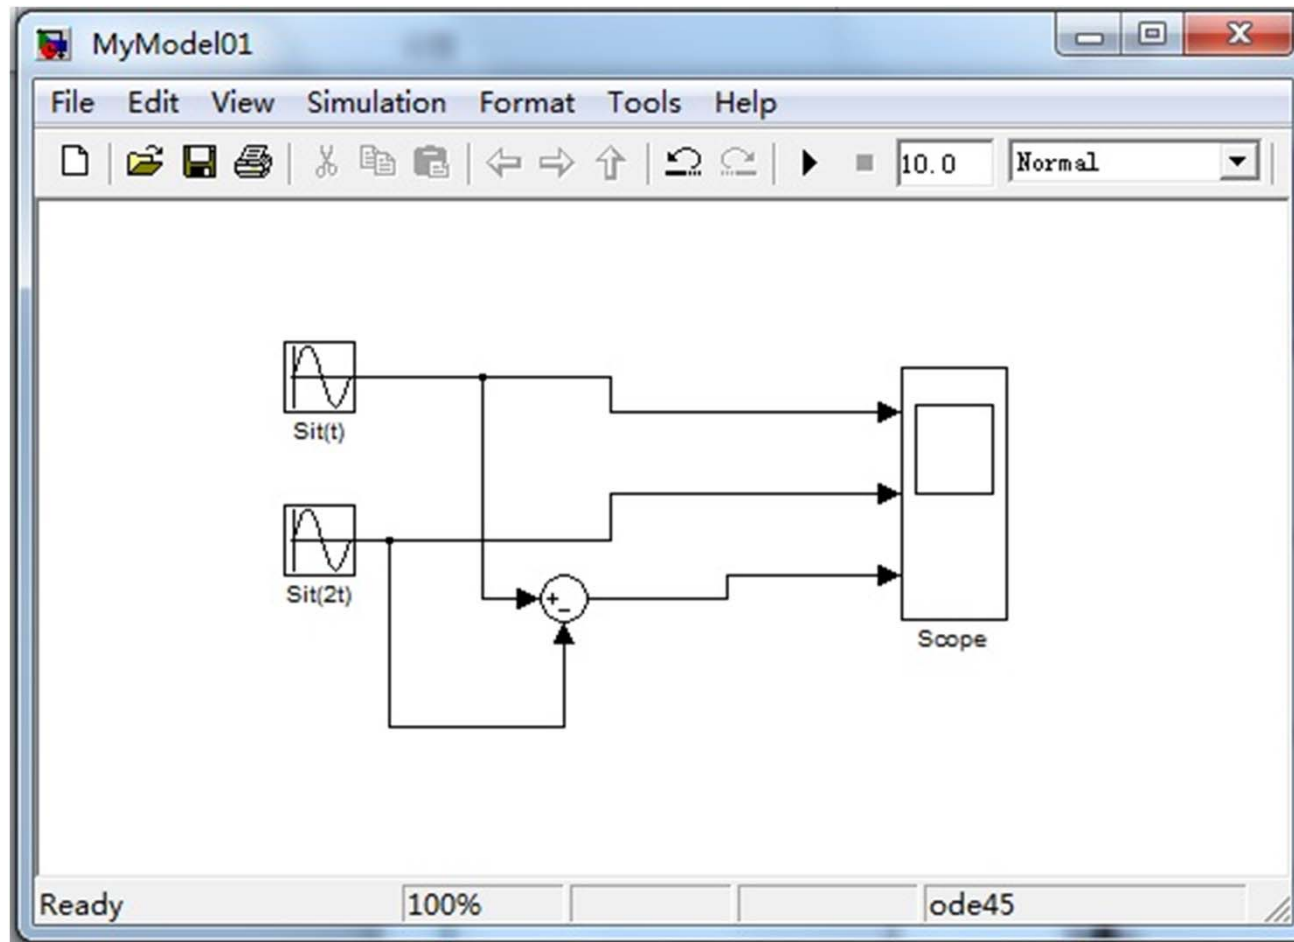 MyModel01
File Edit View Simulation Format Tools Help
10.0 Normal
Sit(t)
Sit(2t)
+
−
Scope
Ready 100% ode45